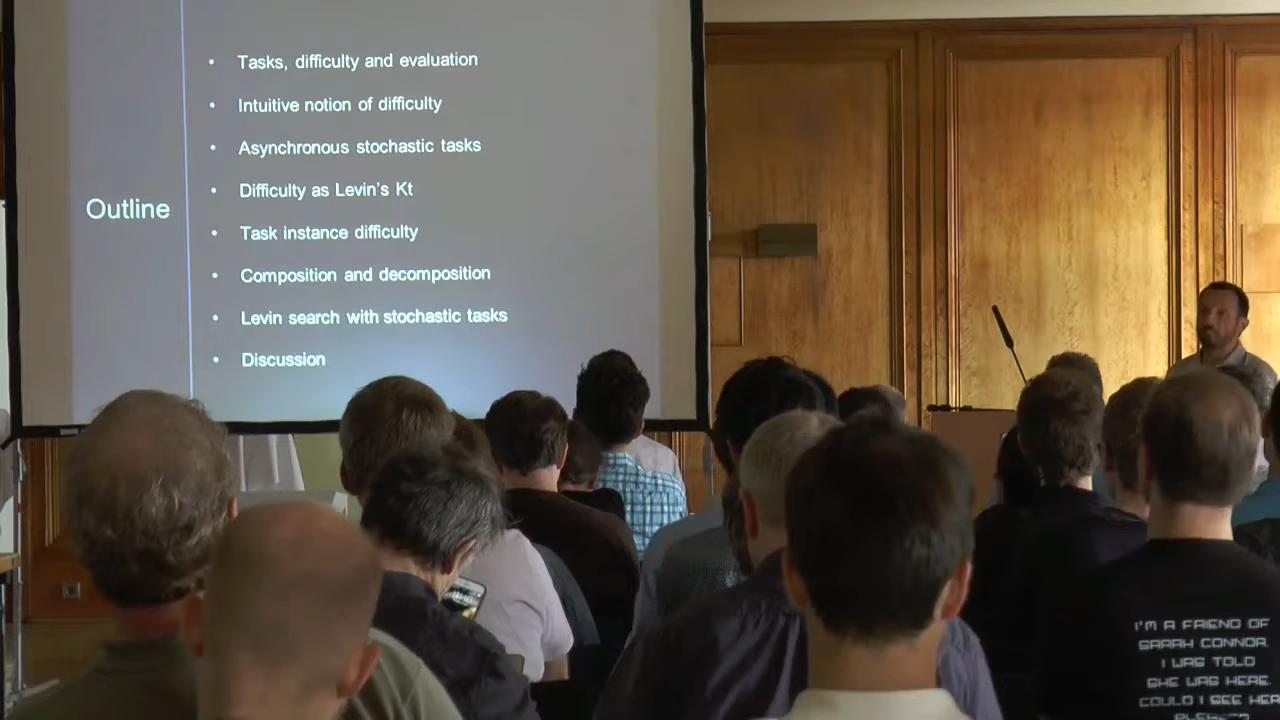 Outline
Tasks, difficulty and evaluation
Intuitive notion of difficulty
Asynchronous stochastic tasks
Difficulty as Levin's Kt
Task instance difficulty
Composition and decomposition
Levin search with stochastic tasks
Discussion
I'M A FRIEND OF
SARAH CONNOR.
I WAS TOLD
SHE WAS HERE.
COULD I SEE HER
PLEASE?